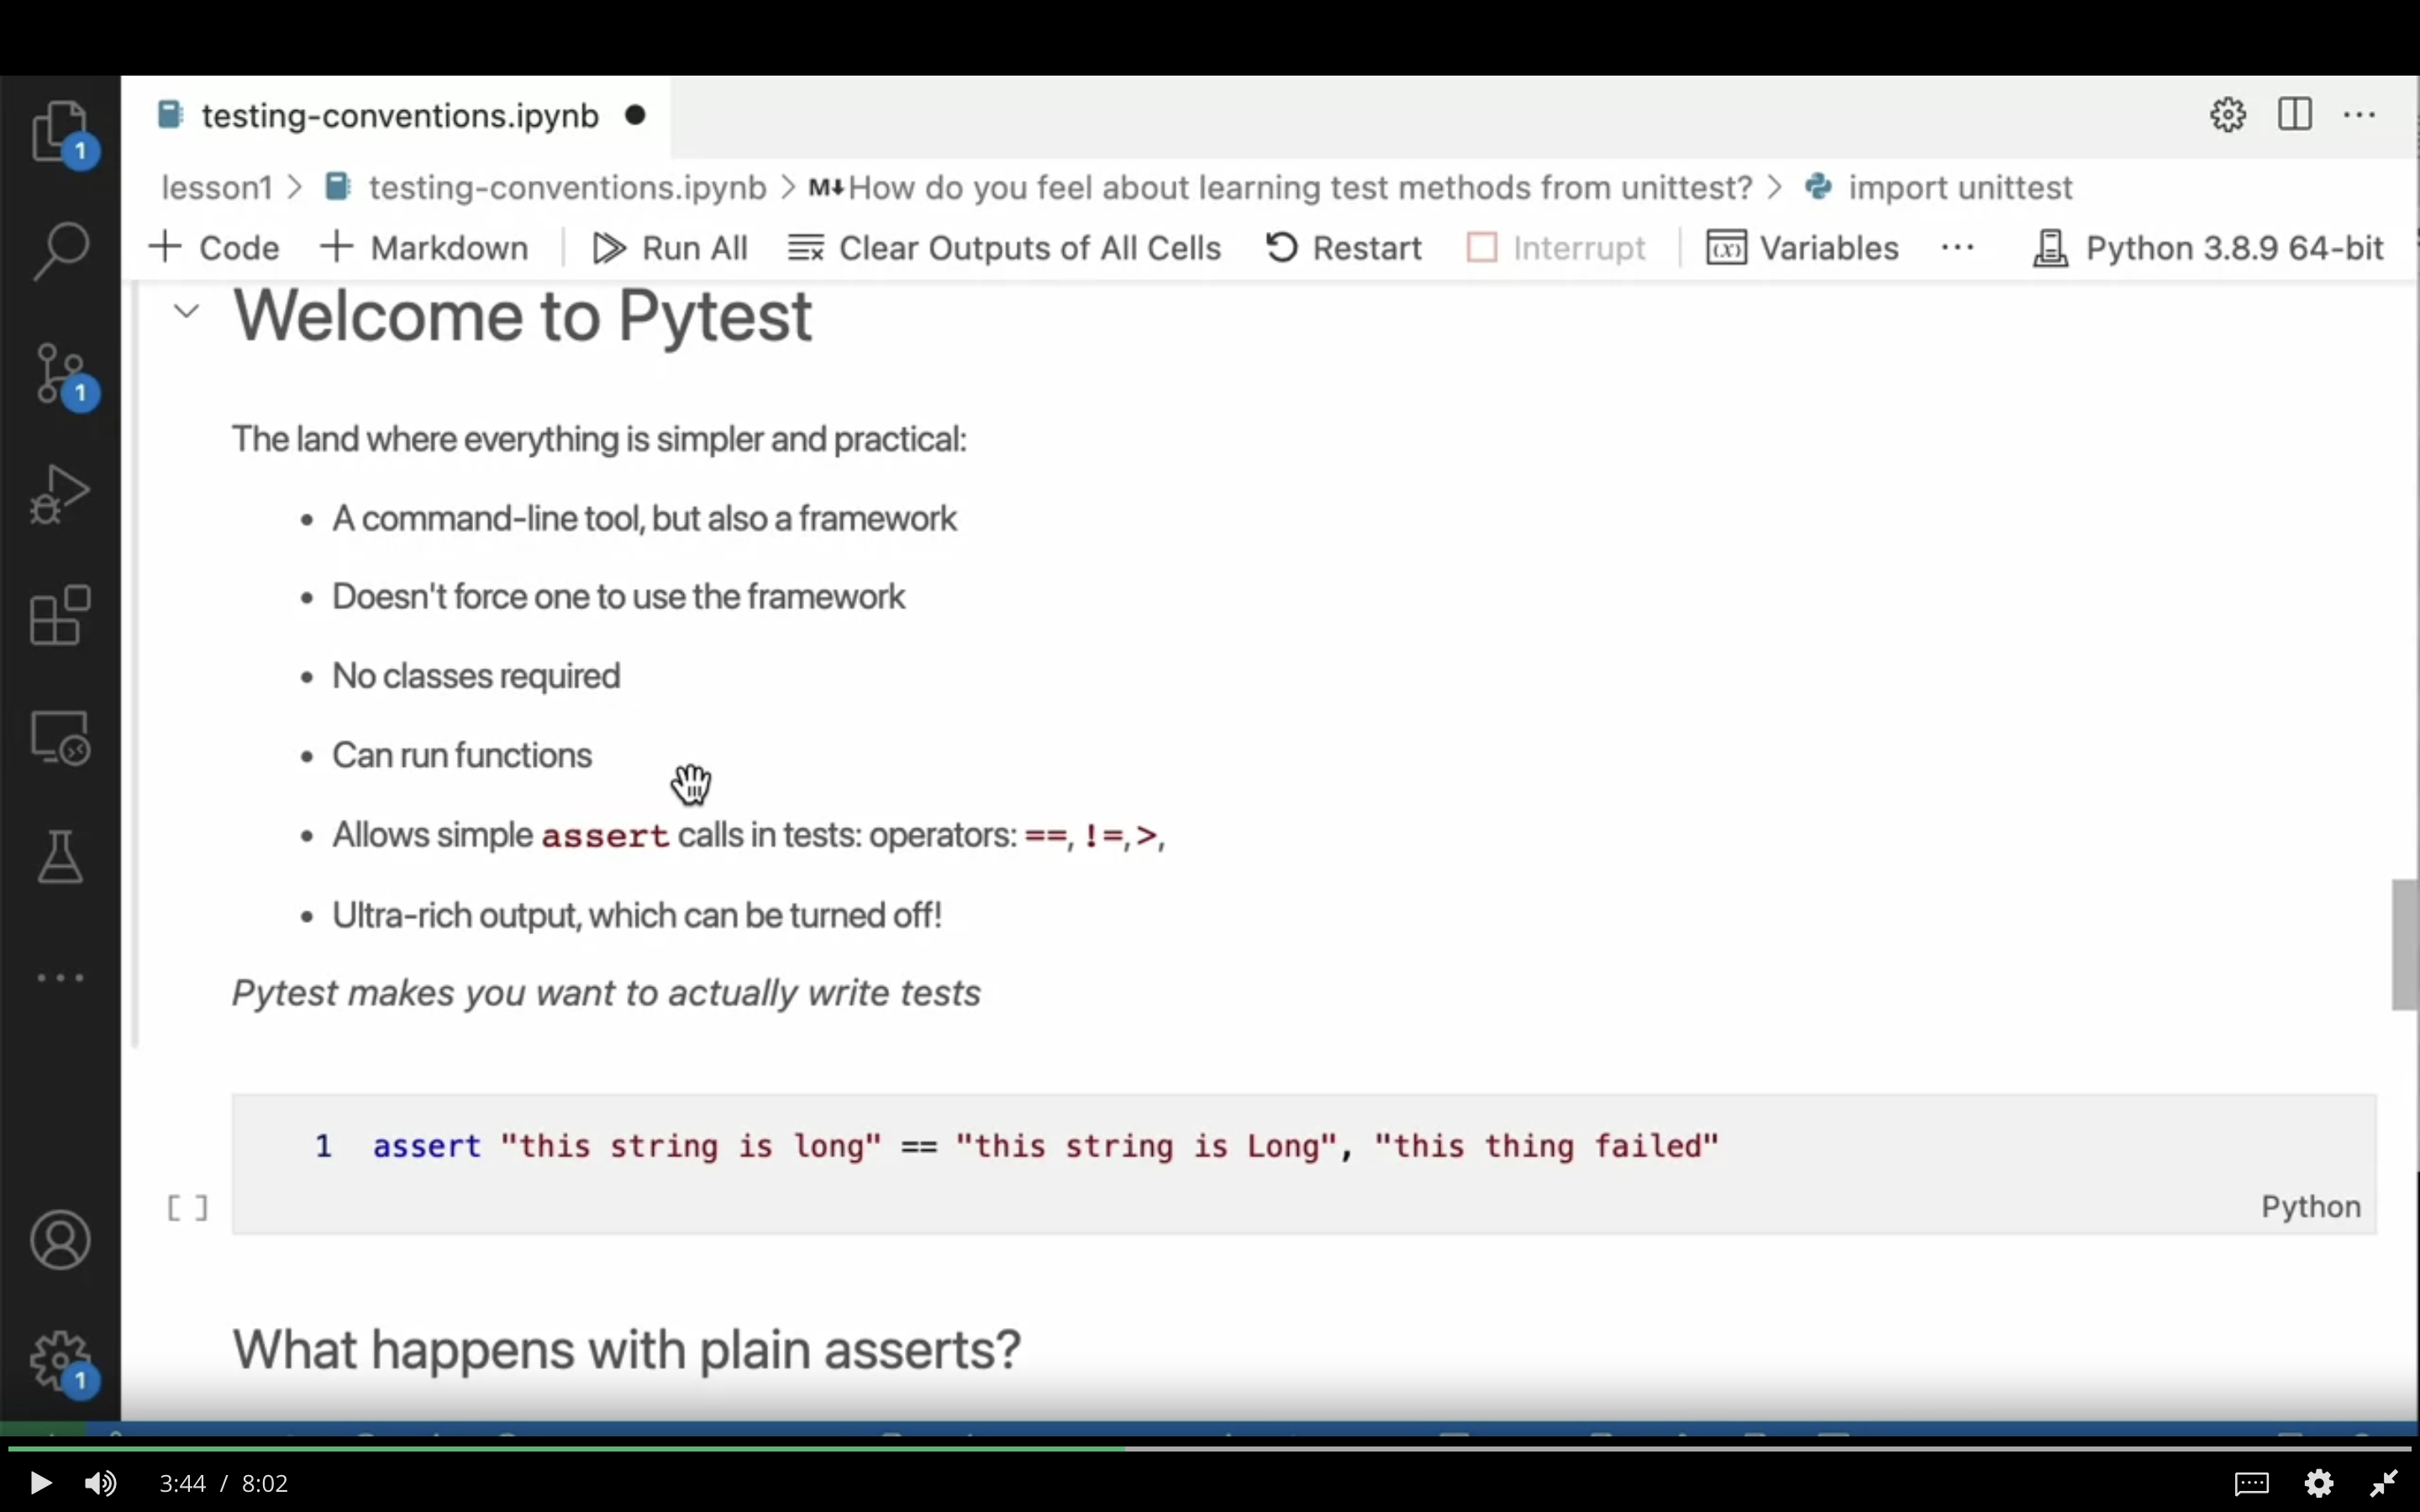 testing-conventions.ipynb
lesson1 > testing-conventions.ipynb > M↓How do you feel about learning test methods from unittest? > import unittest
+ Code + Markdown Run All Clear Outputs of All Cells Restart Interrupt (x) Variables ... Python 3.8.9 64-bit
1
1
1
Welcome to Pytest
The land where everything is simpler and practical:
• A command-line tool, but also a framework
• Doesn't force one to use the framework
• No classes required
• Can run functions
• Allows simple assert calls in tests: operators: ==, !=, >,
• Ultra-rich output, which can be turned off!
Pytest makes you want to actually write tests
1 assert "this string is long" == "this string is Long", "this thing failed"
[ ] Python
What happens with plain asserts?
3:44 / 8:02